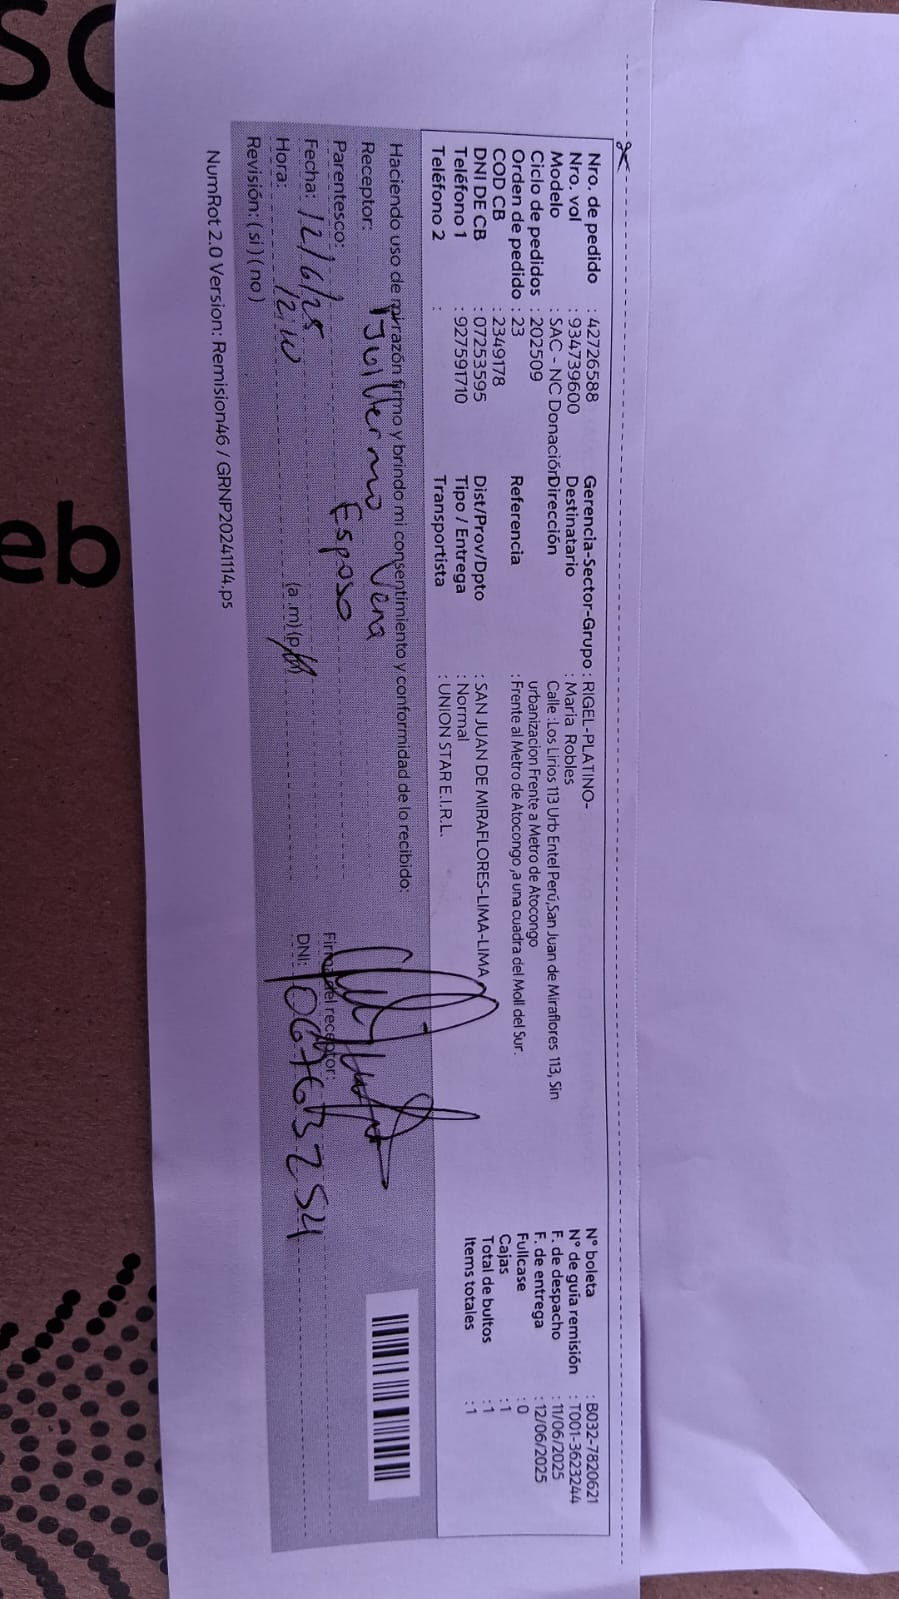 Nro. de pedido : 42726588
Nro. vol : 934739600
Modelo : SAC - NC Donación
Ciclo de pedidos : 202509
Orden de pedido : 23
COD CB : 2349178
DNI DE CB : 07253595
Teléfono 1 : 927591710
Teléfono 2 :
Gerencia-Sector-Grupo : RIGEL-PLATINO-
Destinatario : Maria Robles
Dirección Calle :Los Lirios 113 Urb Entel Perú,San Juan de Miraflores 113, Sin
urbanizacion Frente a Metro de Atocongo
Referencia : Frente al Metro de Atocongo ,a una cuadra del Moll del Sur.
Dist/Prov/Dpto : SAN JUAN DE MIRAFLORES-LIMA-LIMA
Tipo / Entrega : Normal
Transportista : UNION STAR E.I.R.L.
N° boleta : B032-7820621
N° de guía remisión : T001-3623244
F. de despacho : 11/06/2025
F. de entrega : 12/06/2025
Fullcase : 0
Cajas : 1
Total de bultos : 1
Items totales : 1
Haciendo uso de mi razón firmo y brindo mi consentimiento y conformidad de lo recibido:
Receptor: Guillermo Vera
Parentesco: Esposo
Fecha: 12/6/25
Hora: 12:10 (a .m) (p.m)
Revisión: ( si ) ( no )
Firma del receptor:
DNI:
NumRot 2.0 Version: Remision46 / GRNP20241114.ps
so
eb